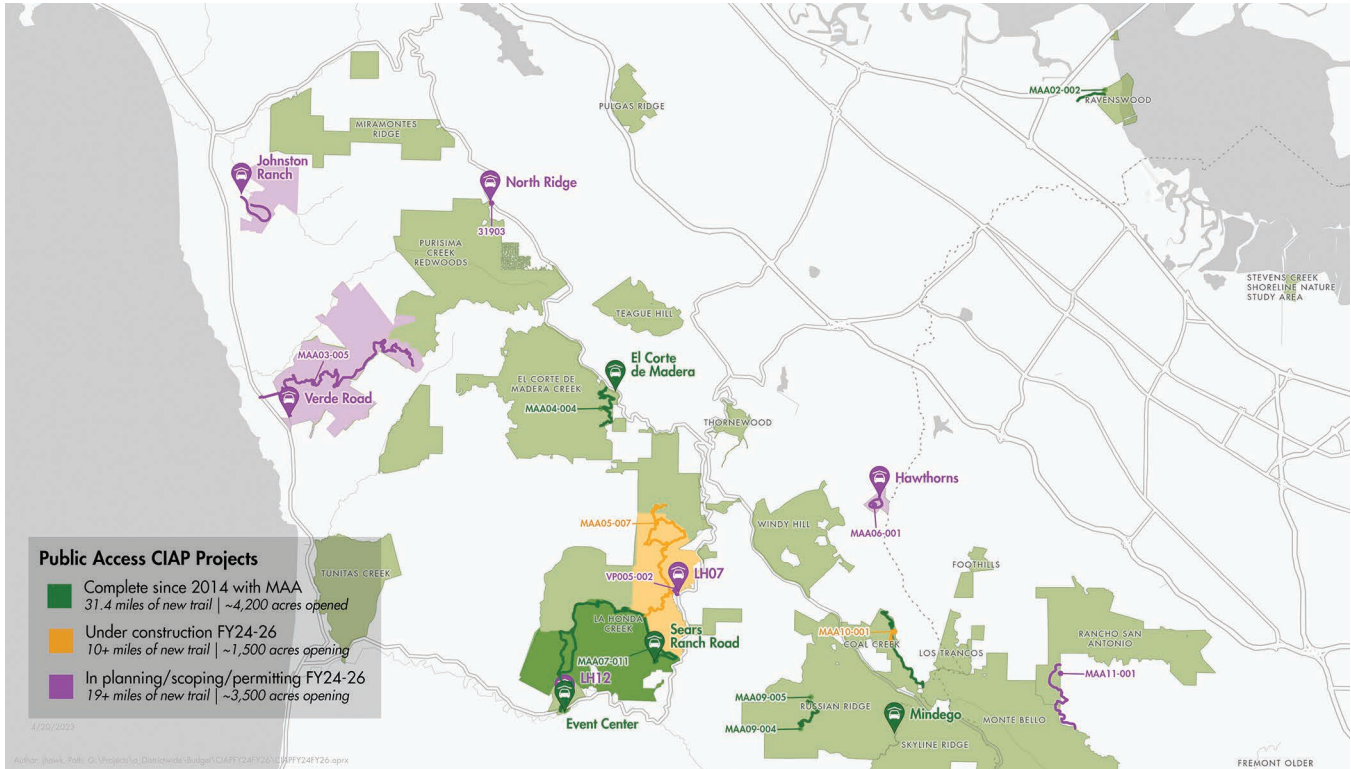 MAA02-002
RAVENSWOOD
PULGAS RIDGE
MIRAMONTES
RIDGE
Johnston
Ranch
North Ridge
31903
PURISIMA
CREEK
REDWOODS
STEVENS CREEK
SHORELINE NATURE
STUDY AREA
TEAGUE HILL
MAA03-005
Verde Road
El Corte
de Madera
EL CORTE DE
MADERA CREEK
MAA04-004
THORNEWOOD
Hawthorns
MAA06-001
MAA05-007
WINDY HILL
VP005-002
LH07
FOOTHILLS
TUNITAS CREEK
LA HONDA
CREEK
Sears
Ranch Road
MAA07-011
MAA10-001
COAL CREEK
LOS TRANCOS
RANCHO SAN
ANTONIO
MAA11-001
LH12
Event Center
MAA09-005
RUSSIAN RIDGE
MAA09-004
Mindego
MONTE BELLO
SKYLINE RIDGE
FREMONT OLDER
Public Access CIAP Projects
Complete since 2014 with MAA
31.4 miles of new trail | ~4,200 acres opened
Under construction FY24-26
10+ miles of new trail | ~1,500 acres opening
In planning/scoping/permitting FY24-26
19+ miles of new trail | ~3,500 acres opening